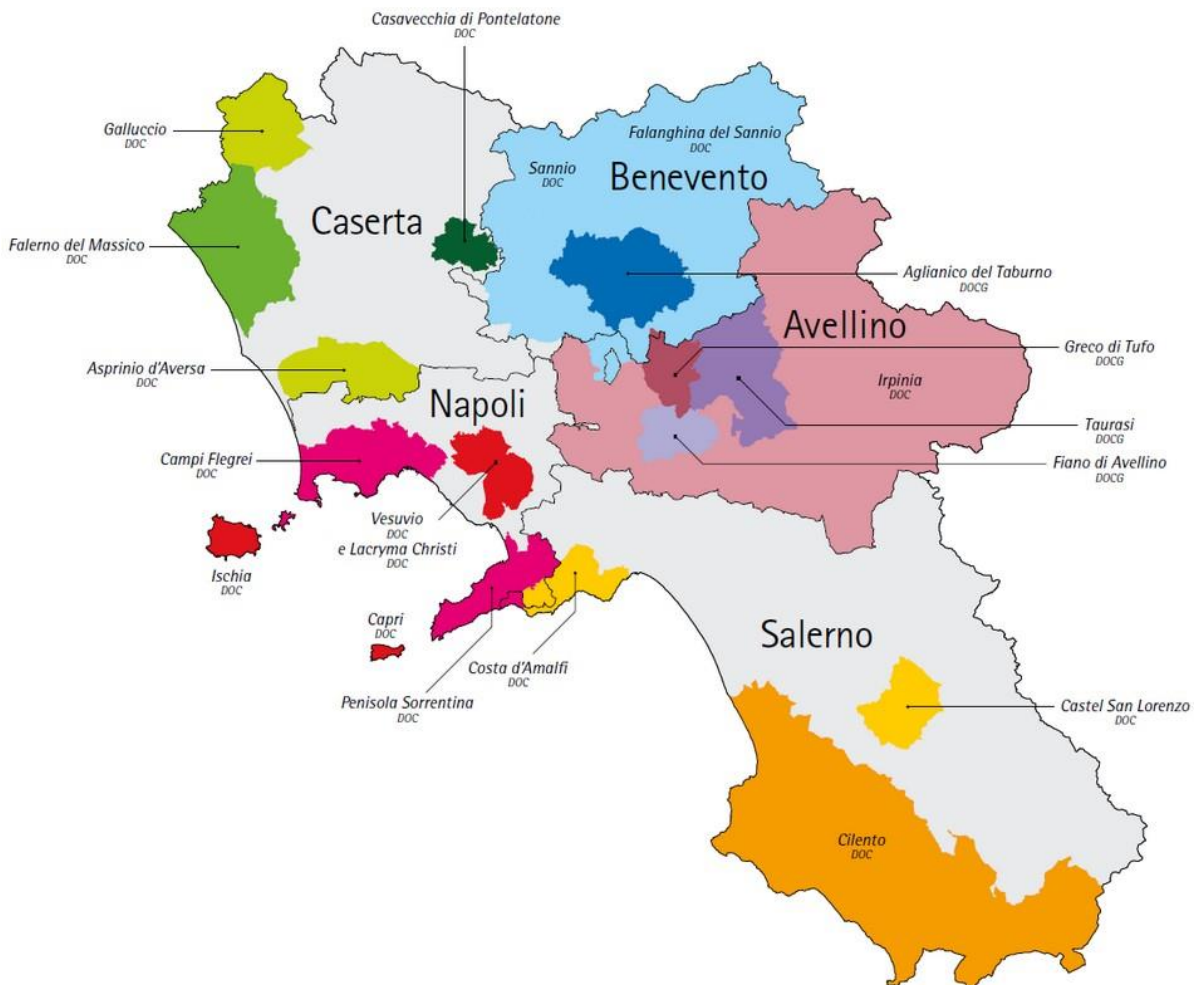 Casavecchia di Pontelatone
DOC
Galluccio
DOC
Falanghina del Sannio
DOC
Sannio
DOC
Benevento
Caserta
Falerno del Massico
DOC
Aglianico del Taburno
DOCG
Avellino
Greco di Tufo
DOCG
Asprinio d'Aversa
DOC
Irpinia
DOC
Napoli
Taurasi
DOCG
Campi Flegrei
DOC
Fiano di Avellino
DOCG
Vesuvio
DOC
e Lacryma Christi
DOC
Ischia
DOC
Capri
DOC
Salerno
Costa d'Amalfi
DOC
Penisola Sorrentina
DOC
Castel San Lorenzo
DOC
Cilento
DOC